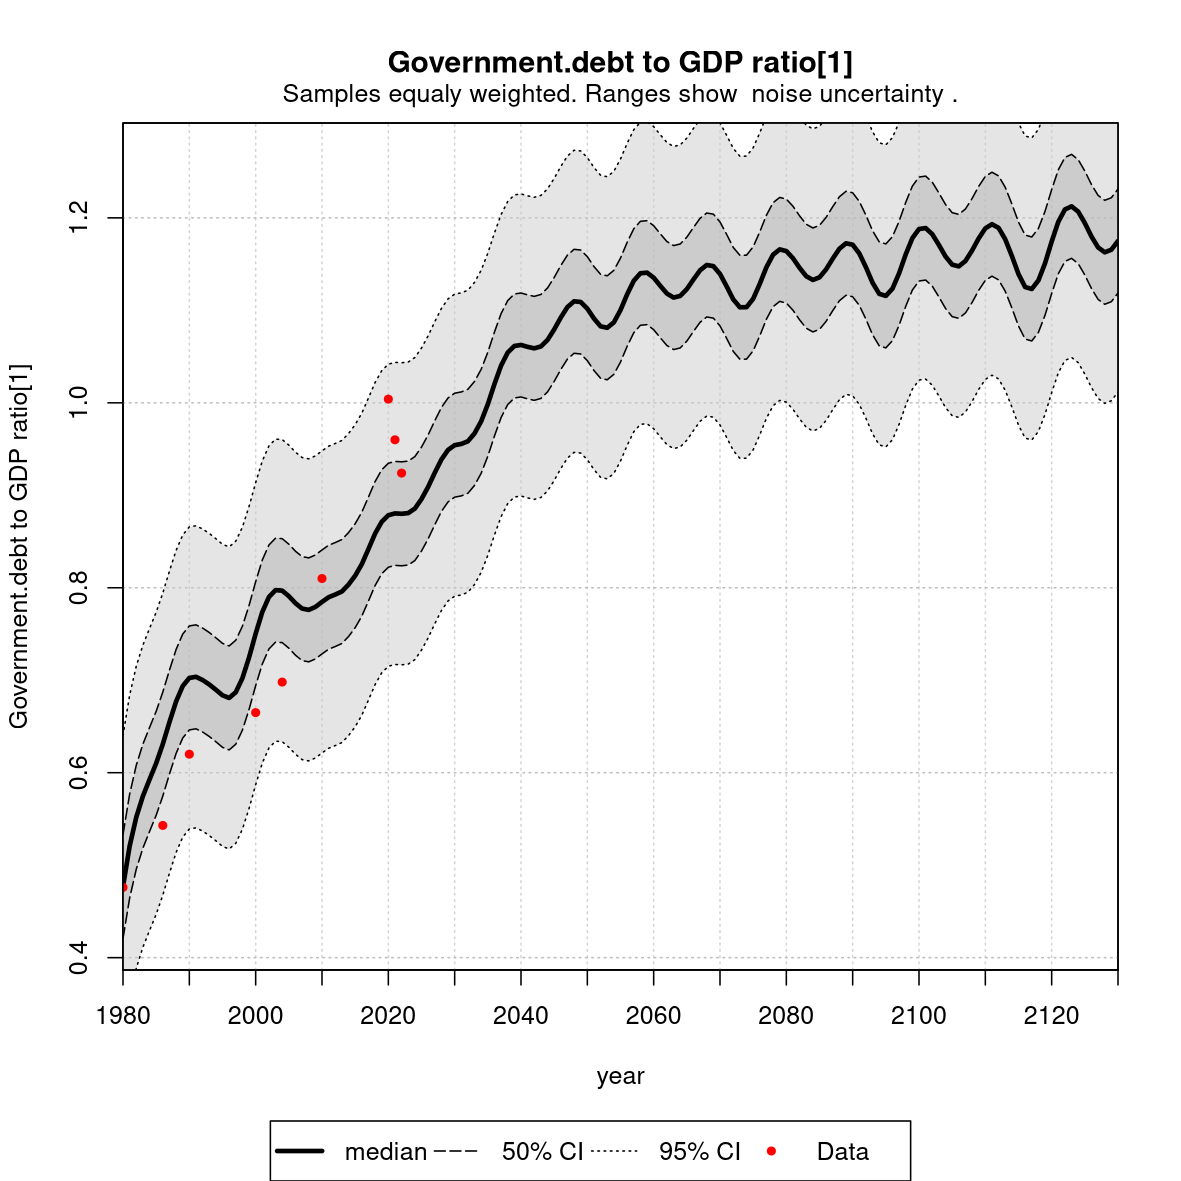 Government.debt to GDP ratio[1]
Samples equaly weighted. Ranges show  noise uncertainty .
Government.debt to GDP ratio[1]
1.2
1.0
0.8
0.6
0.4
1980 2000 2020 2040 2060 2080 2100 2120
year
median 50% CI 95% CI Data